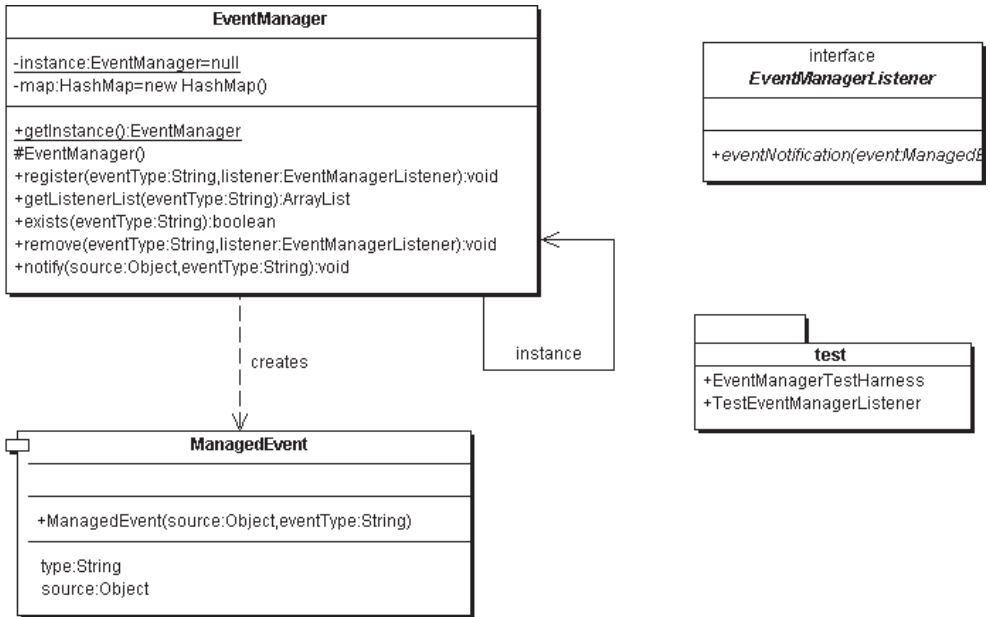 EventManager
-instance:EventManager=null
-map:HashMap=new HashMap()
+getInstance():EventManager
#EventManager()
+register(eventType:String,listener:EventManagerListener):void
+getListenerList(eventType:String):ArrayList
+exists(eventType:String):boolean
+remove(eventType:String,listener:EventManagerListener):void
+notify(source:Object,eventType:String):void
interface
EventManagerListener
+eventNotification(event:ManagedE
instance
creates
test
+EventManagerTestHarness
+TestEventManagerListener
ManagedEvent
+ManagedEvent(source:Object,eventType:String)
type:String
source:Object